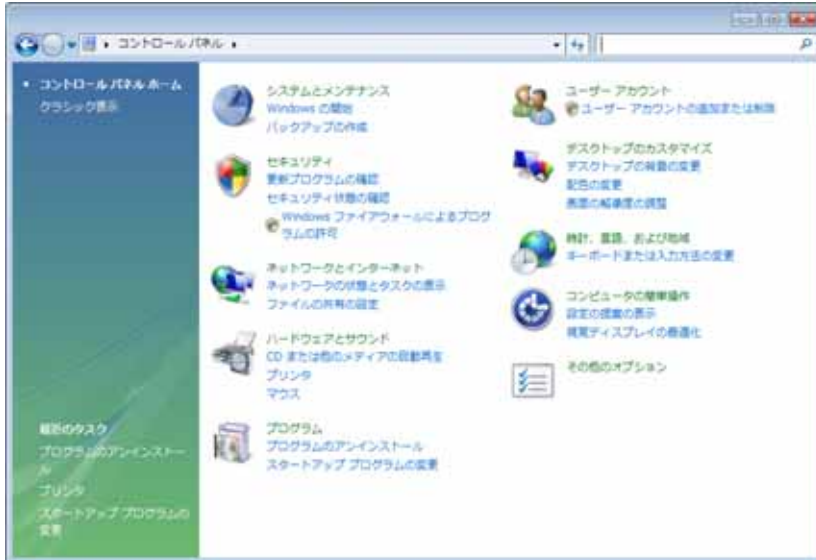 コントロール パネル
コントロール パネル ホーム
クラシック表示
システムとメンテナンス
Windows の開始
バックアップの作成
セキュリティ
更新プログラムの確認
セキュリティ状態の確認
Windows ファイアウォールによるプログ
ラムの許可
ネットワークとインターネット
ネットワークの状態とタスクの表示
ファイルの共有の設定
ハードウェアとサウンド
CD または他のメディアの自動再生
プリンタ
マウス
プログラム
プログラムのアンインストール
スタートアップ プログラムの変更
ユーザー アカウント
ユーザー アカウントの追加または削除
デスクトップのカスタマイズ
デスクトップの背景の変更
配色の変更
画面の解像度の調整
時計、言語、および地域
キーボードまたは入力方法の変更
コンピュータの簡単操作
設定の提案の表示
視覚ディスプレイの最適化
その他のオプション
最近のタスク
プログラムのアンインストー
ル
プリンタ
スタートアップ プログラムの
変更